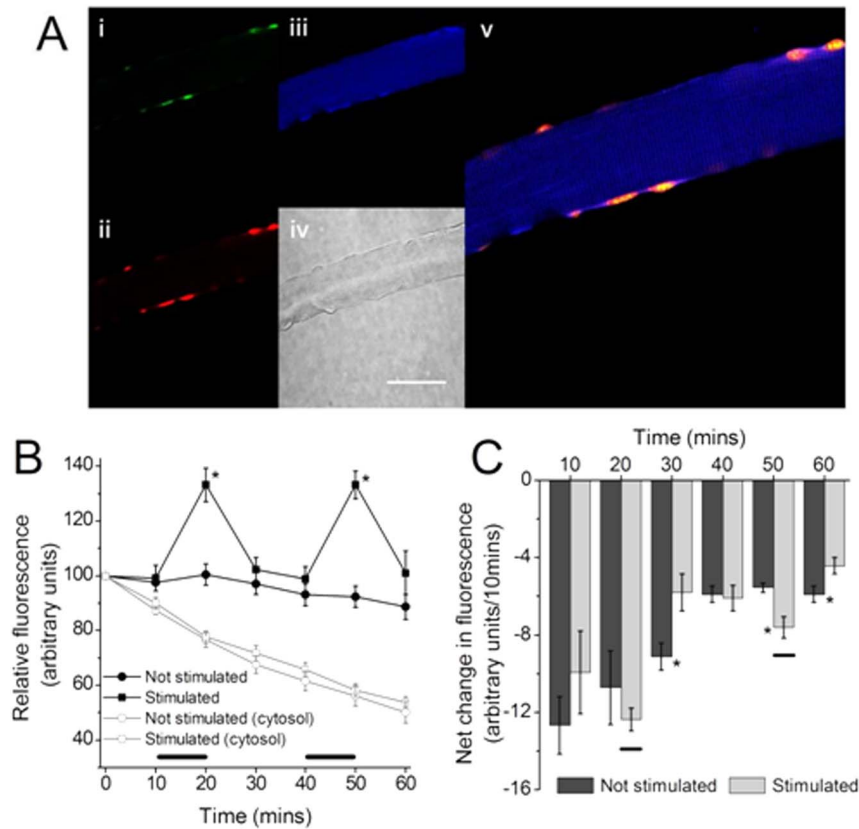 A
i
iii
v
ii
iv
B
Relative fluorescence
(arbitrary units)
140
120
100
80
60
40
Not stimulated
Stimulated
Not stimulated (cytosol)
Stimulated (cytosol)
*
*
0 10 20 30 40 50 60
Time (mins)
C
Time (mins)
10 20 30 40 50 60
Net change in fluorescence
(arbitrary units/10mins)
0
-4
-8
-12
-16
*
*
*
Not stimulated
Stimulated